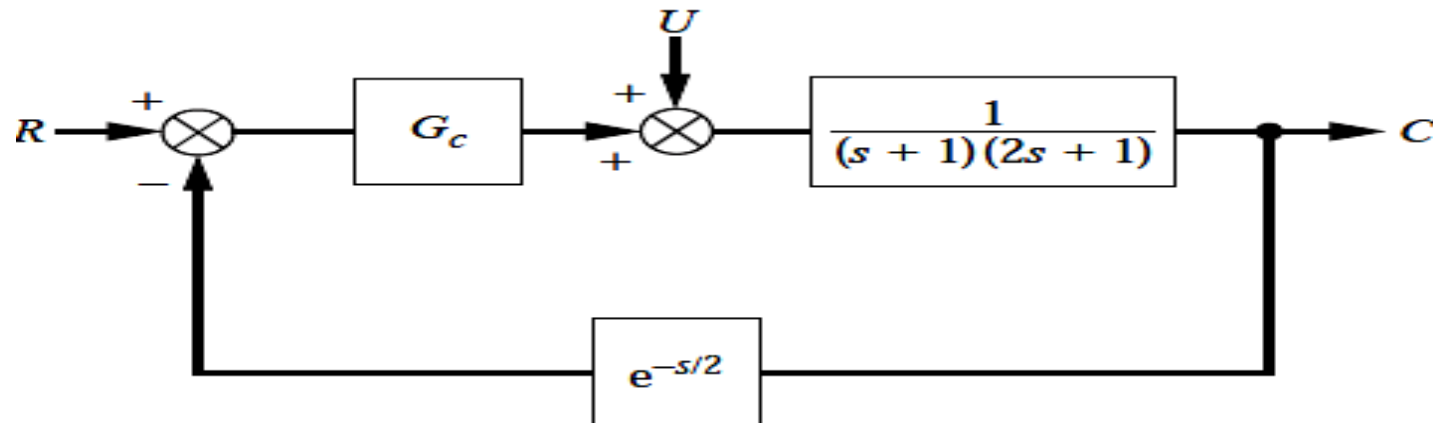 U
+
+
R
G_c
1
(s + 1)(2s + 1)
C
+
−
e^{−s/2}